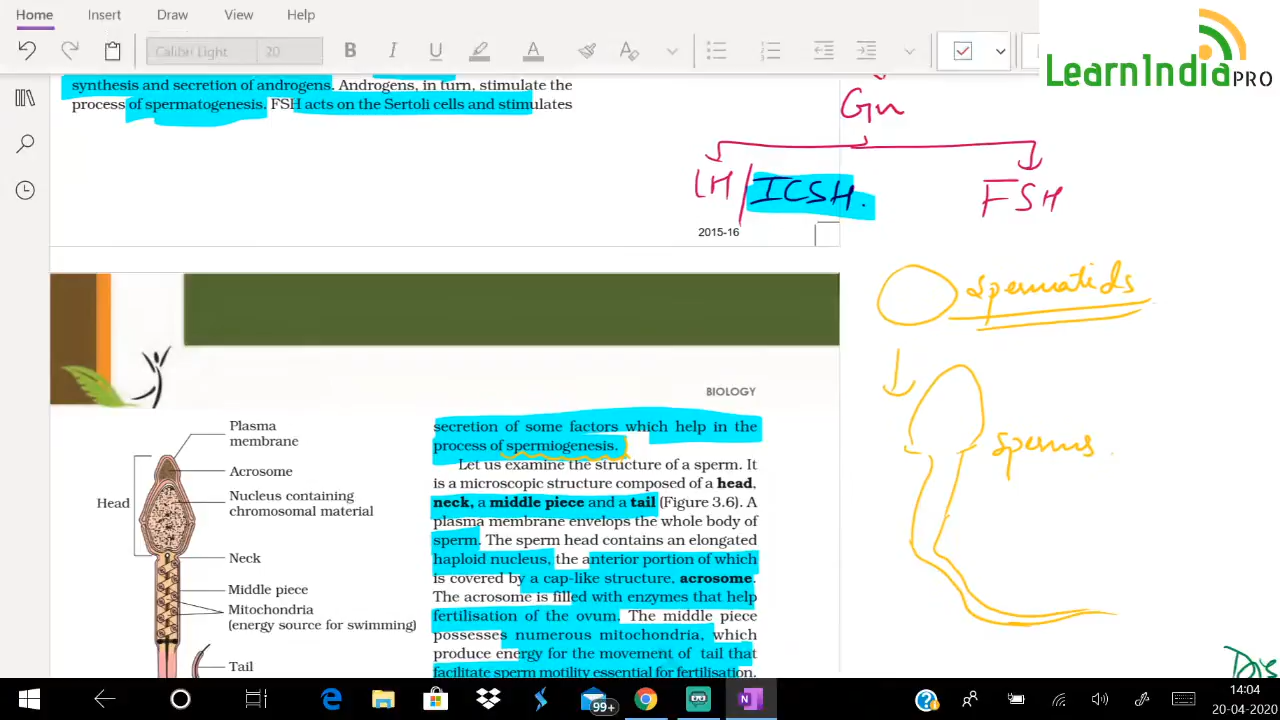 Home Insert Draw View Help
Light 20 B I U A A
LearnIndia PRO
synthesis and secretion of androgens. Androgens, in turn, stimulate the
process of spermatogenesis. FSH acts on the Sertoli cells and stimulates
Gn
LH/ICSH.
FSH
2015-16
spermatids
sperms.
BIOLOGY
Plasma
membrane
Acrosome
Head
Nucleus containing
chromosomal material
Neck
Middle piece
Mitochondria
(energy source for swimming)
Tail
secretion of some factors which help in the
process of spermiogenesis.
Let us examine the structure of a sperm. It
is a microscopic structure composed of a head,
neck, a middle piece and a tail (Figure 3.6). A
plasma membrane envelops the whole body of
sperm. The sperm head contains an elongated
haploid nucleus, the anterior portion of which
is covered by a cap-like structure, acrosome.
The acrosome is filled with enzymes that help
fertilisation of the ovum. The middle piece
possesses numerous mitochondria, which
produce energy for the movement of tail that
facilitate sperm motility essential for fertilisation.
99+
14:04
20-04-2020